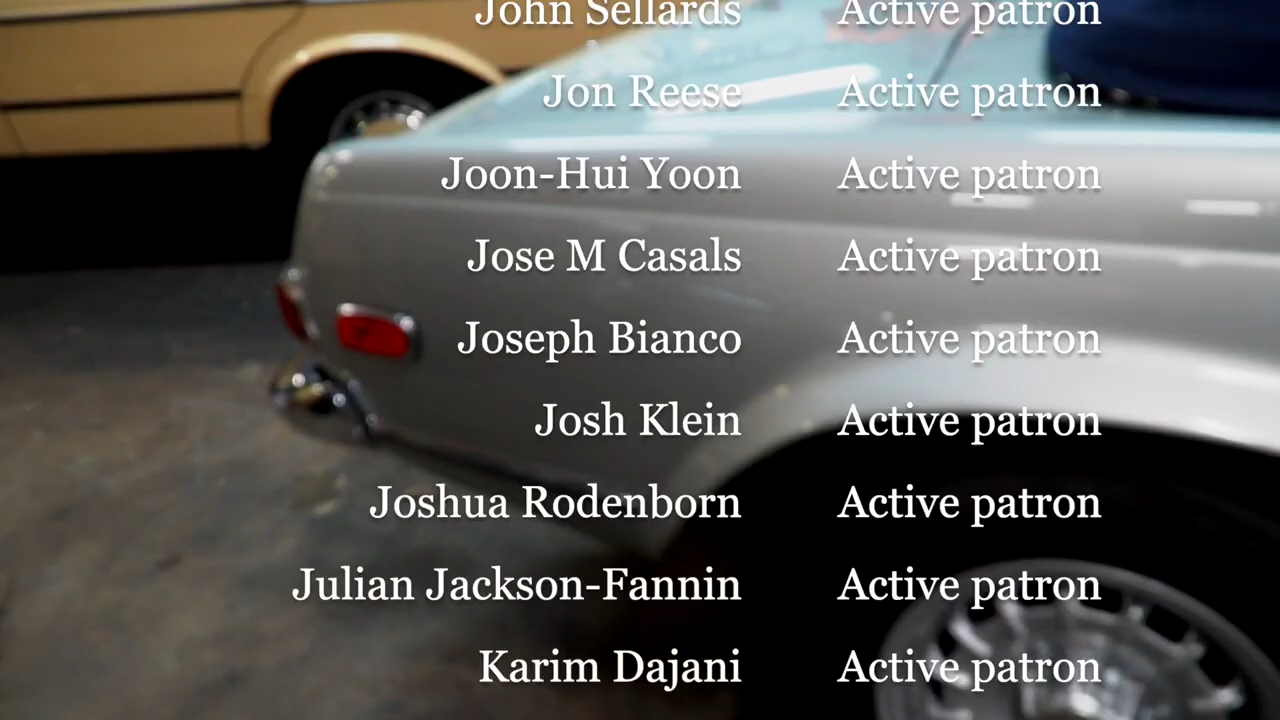 John Sellards Active patron
Jon Reese Active patron
Joon-Hui Yoon Active patron
Jose M Casals Active patron
Joseph Bianco Active patron
Josh Klein Active patron
Joshua Rodenborn Active patron
Julian Jackson-Fannin Active patron
Karim Dajani Active patron